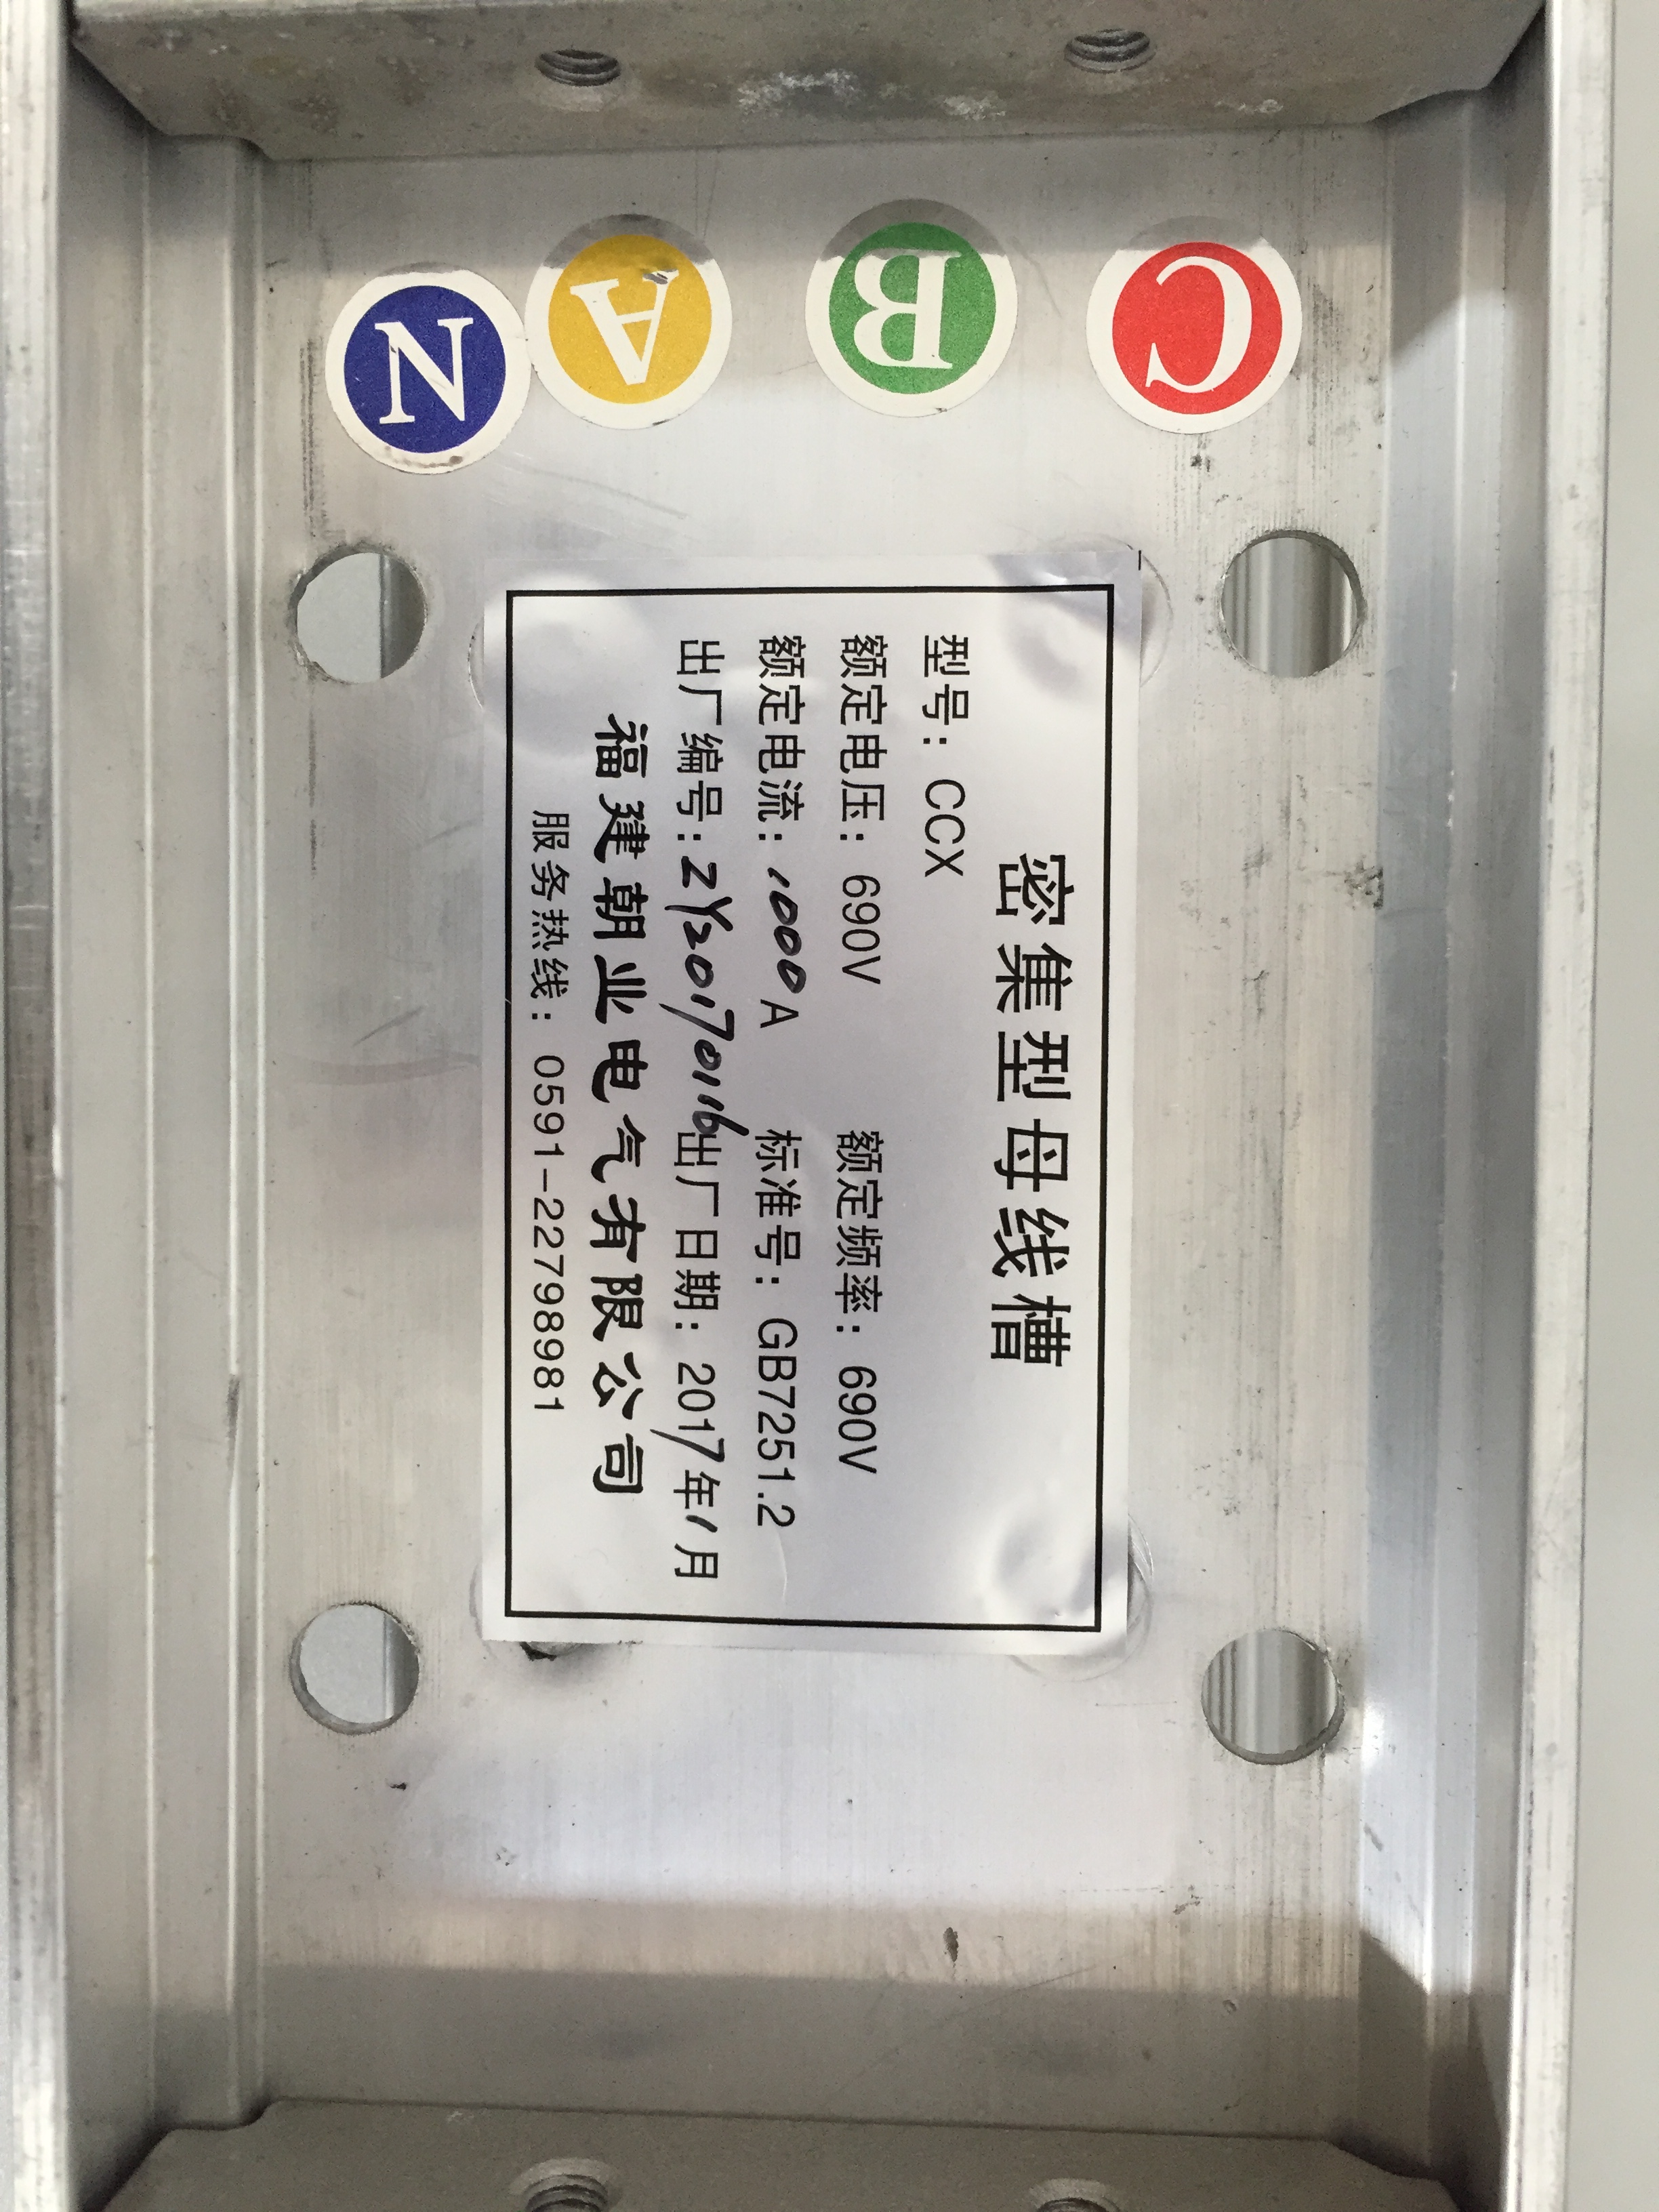 N A B C
密集型母线槽
型号：CCX
额定电压：690V 额定频率：690V
额定电流：1000A 标准号：GB7251.2
出厂编号：ZY20170116 出厂日期：2017年1月
福建朝业电气有限公司
服务热线：0591-22798981